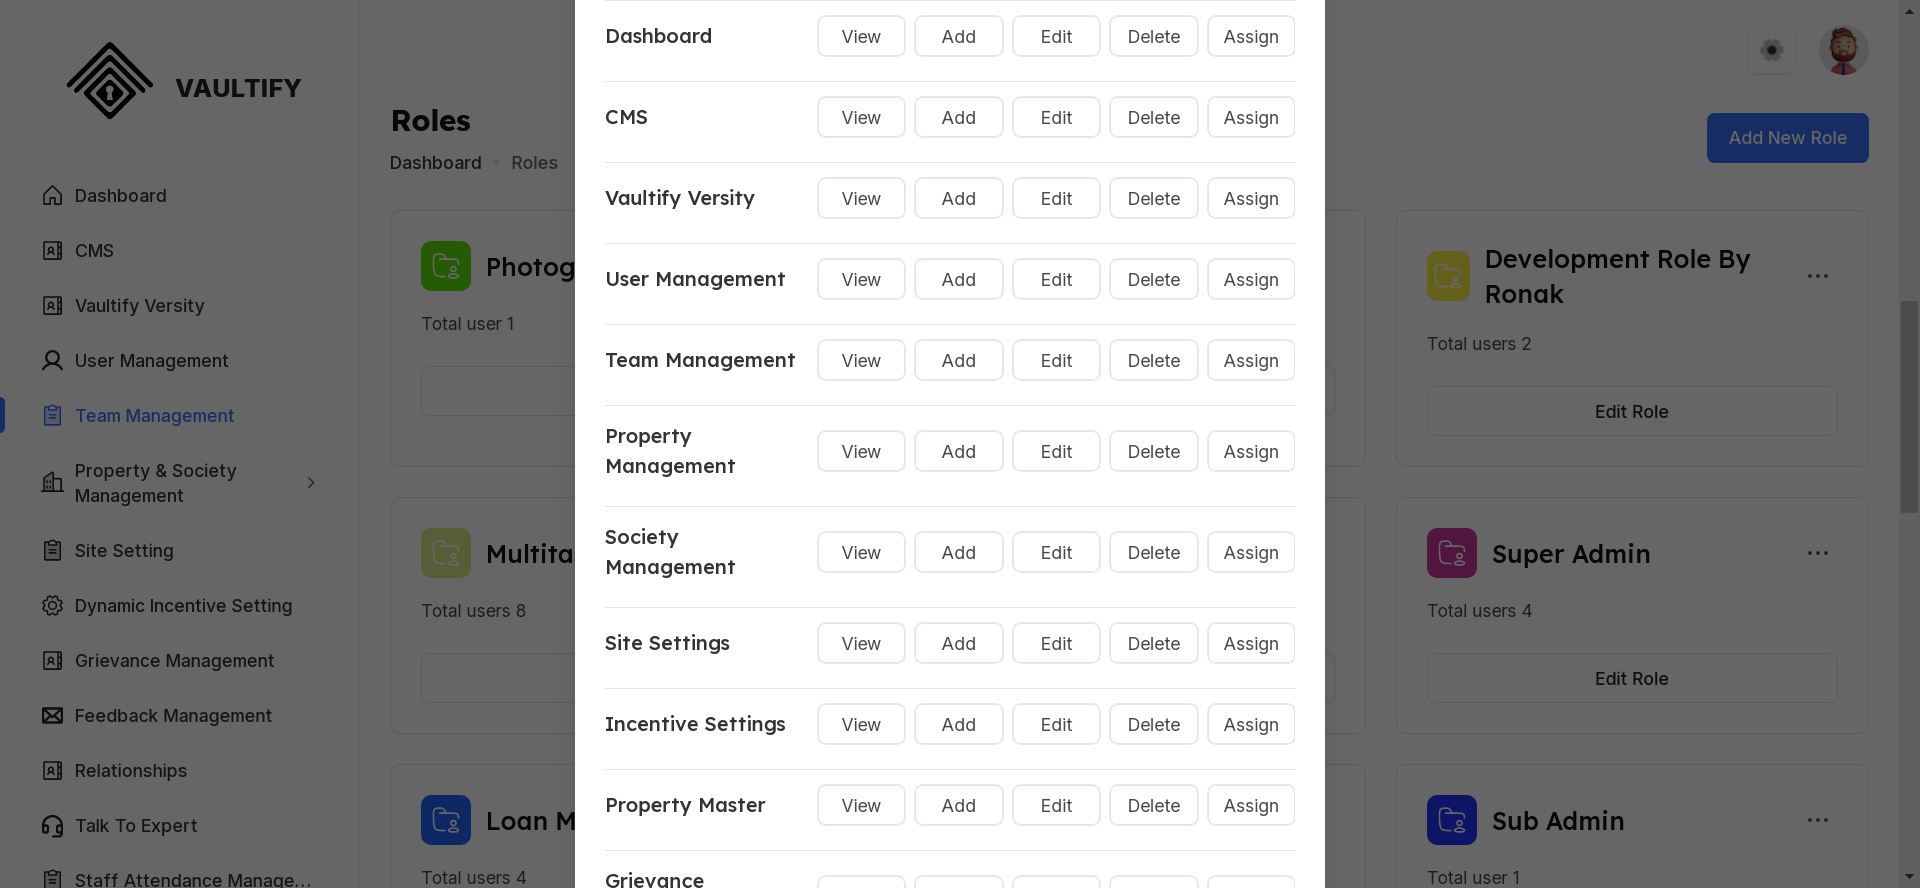 VAULTIFY
Dashboard
CMS
Vaultify Versity
User Management
Team Management
Property & Society
Management
Site Setting
Dynamic Incentive Setting
Grievance Management
Feedback Management
Relationships
Talk To Expert
Staff Attendance Manage...
Roles
Dashboard • Roles
Add New Role
Photog
Total user 1
Development Role By
Ronak
Total users 2
Edit Role
Multita
Total users 8
Super Admin
Total users 4
Edit Role
Loan M
Total users 4
Sub Admin
Total user 1
Dashboard View Add Edit Delete Assign
CMS View Add Edit Delete Assign
Vaultify Versity View Add Edit Delete Assign
User Management View Add Edit Delete Assign
Team Management View Add Edit Delete Assign
Property
Management View Add Edit Delete Assign
Society
Management View Add Edit Delete Assign
Site Settings View Add Edit Delete Assign
Incentive Settings View Add Edit Delete Assign
Property Master View Add Edit Delete Assign
Grievance